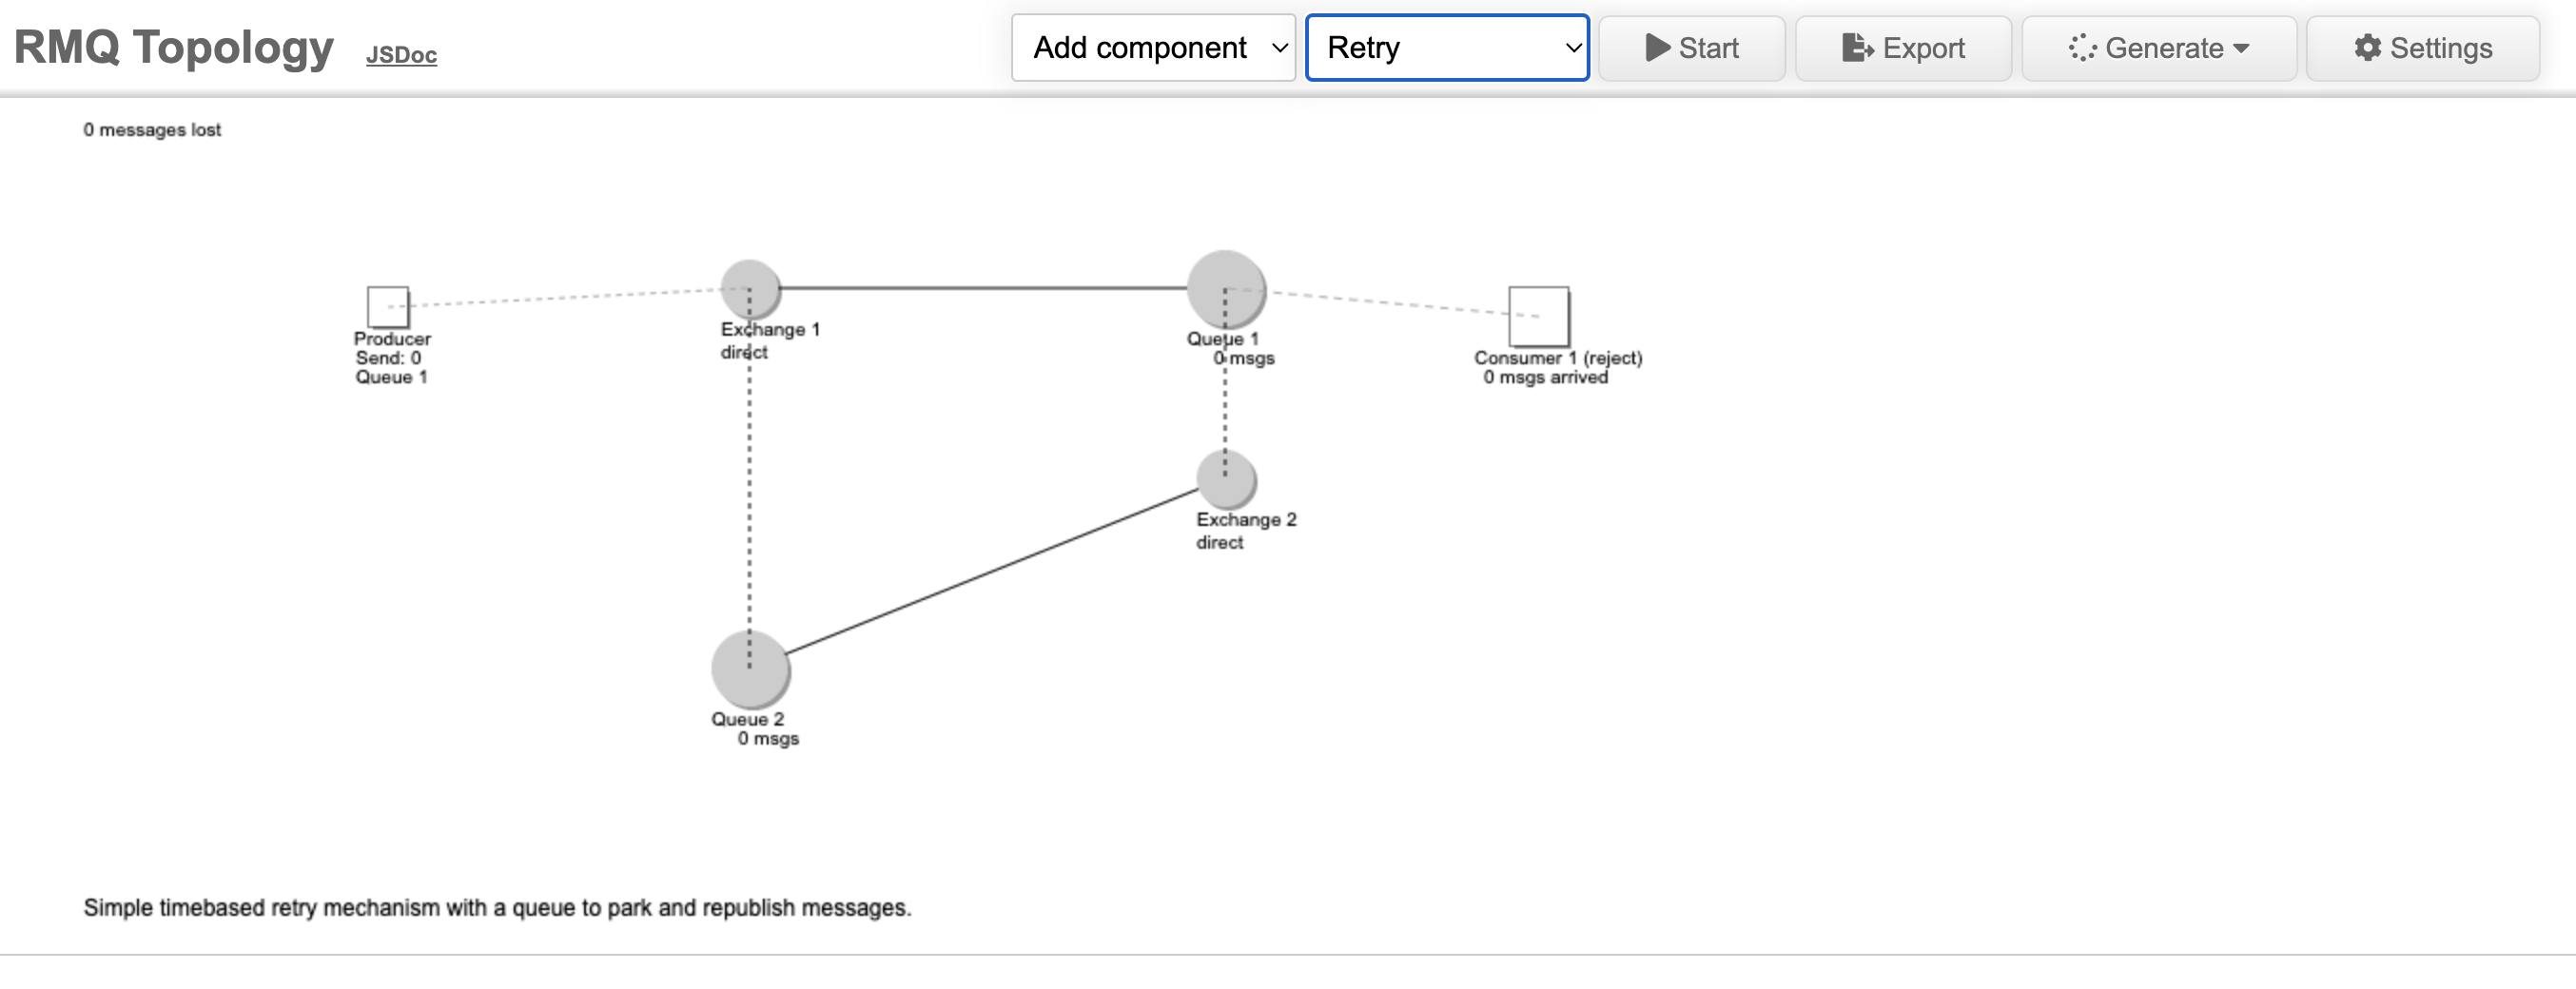 RMQ Topology JSDoc Add component Retry Start Export Generate Settings
0 messages lost
Producer
Send: 0
Queue 1
Exchange 1
direct
Queue 1
0 msgs
Consumer 1 (reject)
0 msgs arrived
Exchange 2
direct
Queue 2
0 msgs
Simple timebased retry mechanism with a queue to park and republish messages.